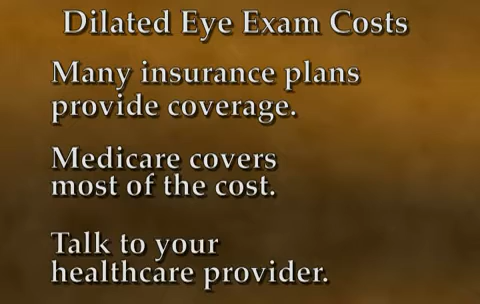 Dilated Eye Exam Costs
Many insurance plans
provide coverage.
Medicare covers
most of the cost.
Talk to your
healthcare provider.